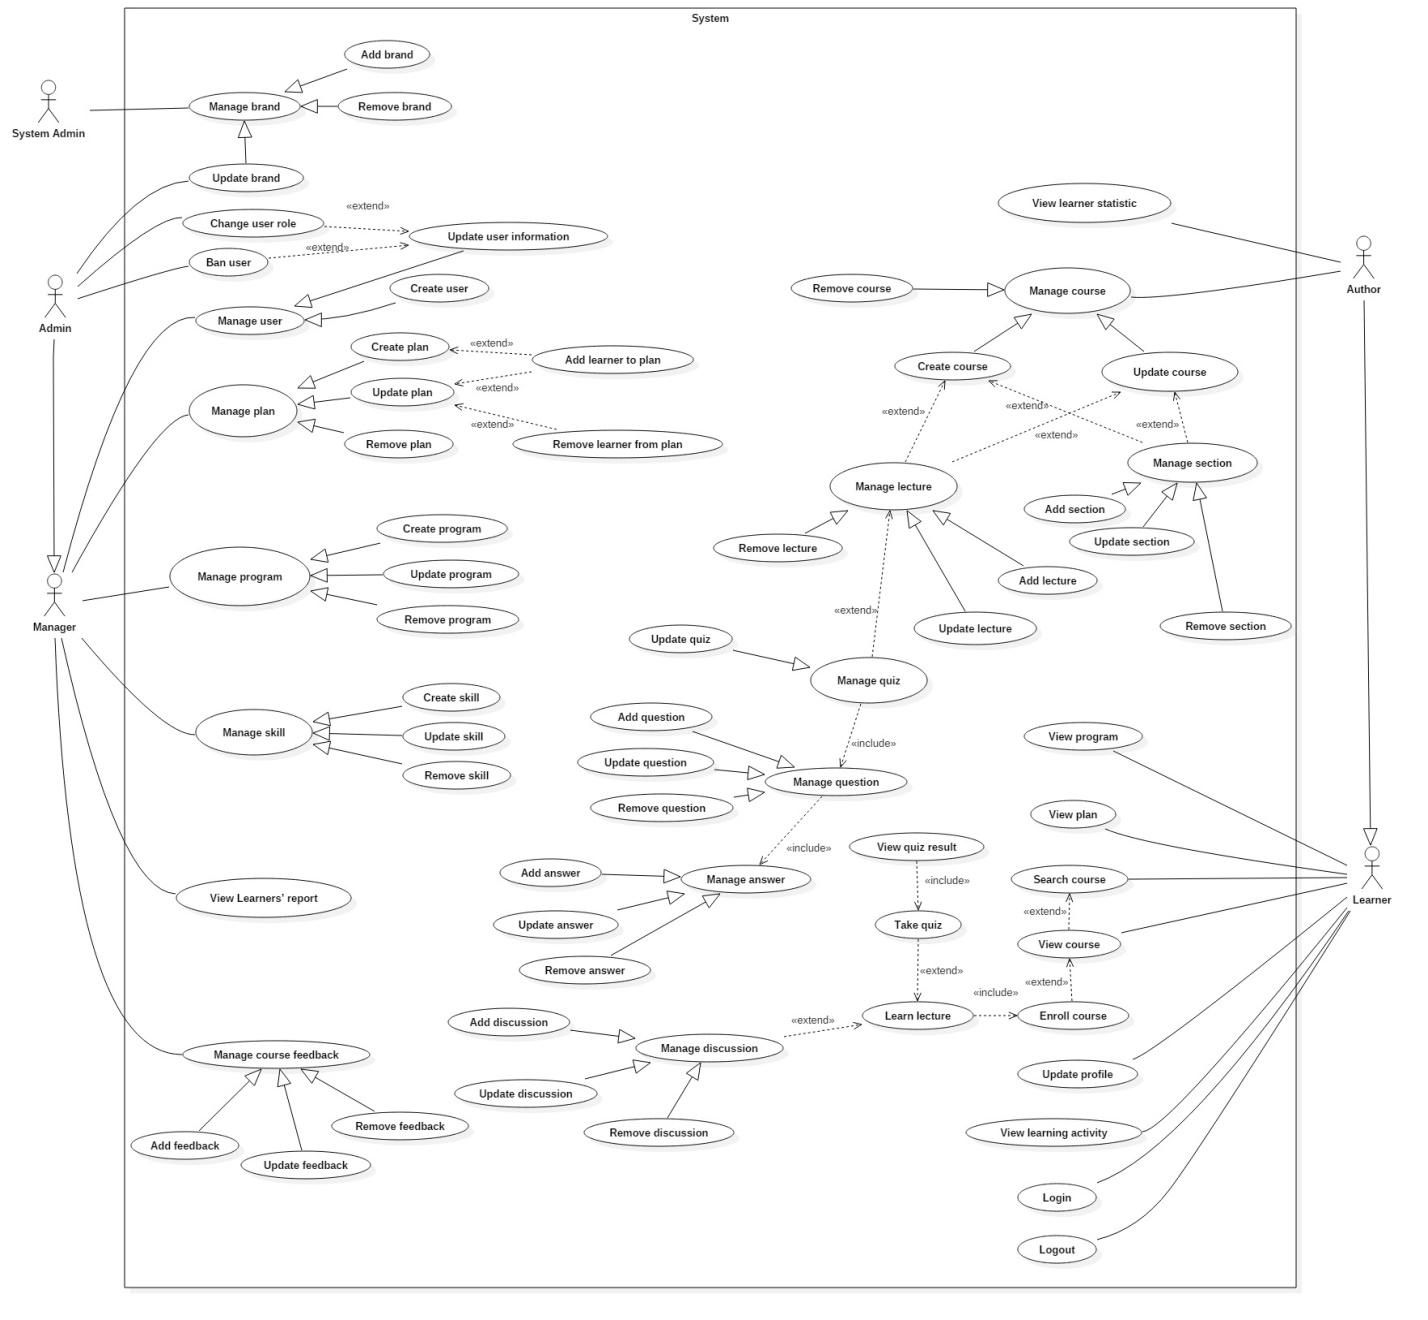 System
Add brand
Manage brand
Remove brand
System Admin
Update brand
«extend»
Change user role
Update user information
«extend»
Ban user
View learner statistic
Author
Create user
Remove course
Manage course
Admin
Manage user
Create plan
«extend»
Add learner to plan
Create course
Update course
Update plan
«extend»
Manage plan
«extend»
«extend»
«extend»
«extend»
«extend»
Remove plan
Remove learner from plan
Manage section
Manage lecture
Add section
Create program
Update section
Remove lecture
Manage program
Update program
Add lecture
«extend»
Remove program
Manager
Update lecture
Remove section
Update quiz
Manage quiz
Create skill
Add question
Manage skill
Update skill
View program
«include»
Update question
Remove skill
Manage question
Remove question
View plan
«include»
View quiz result
Add answer
Manage answer
«include»
Search course
View Learners' report
Learner
«extend»
Update answer
Take quiz
View course
Remove answer
«extend»
«extend»
«include»
Add discussion
«extend»
Learn lecture
Enroll course
Manage course feedback
Manage discussion
Update profile
Update discussion
Remove feedback
Remove discussion
View learning activity
Add feedback
Update feedback
Login
Logout